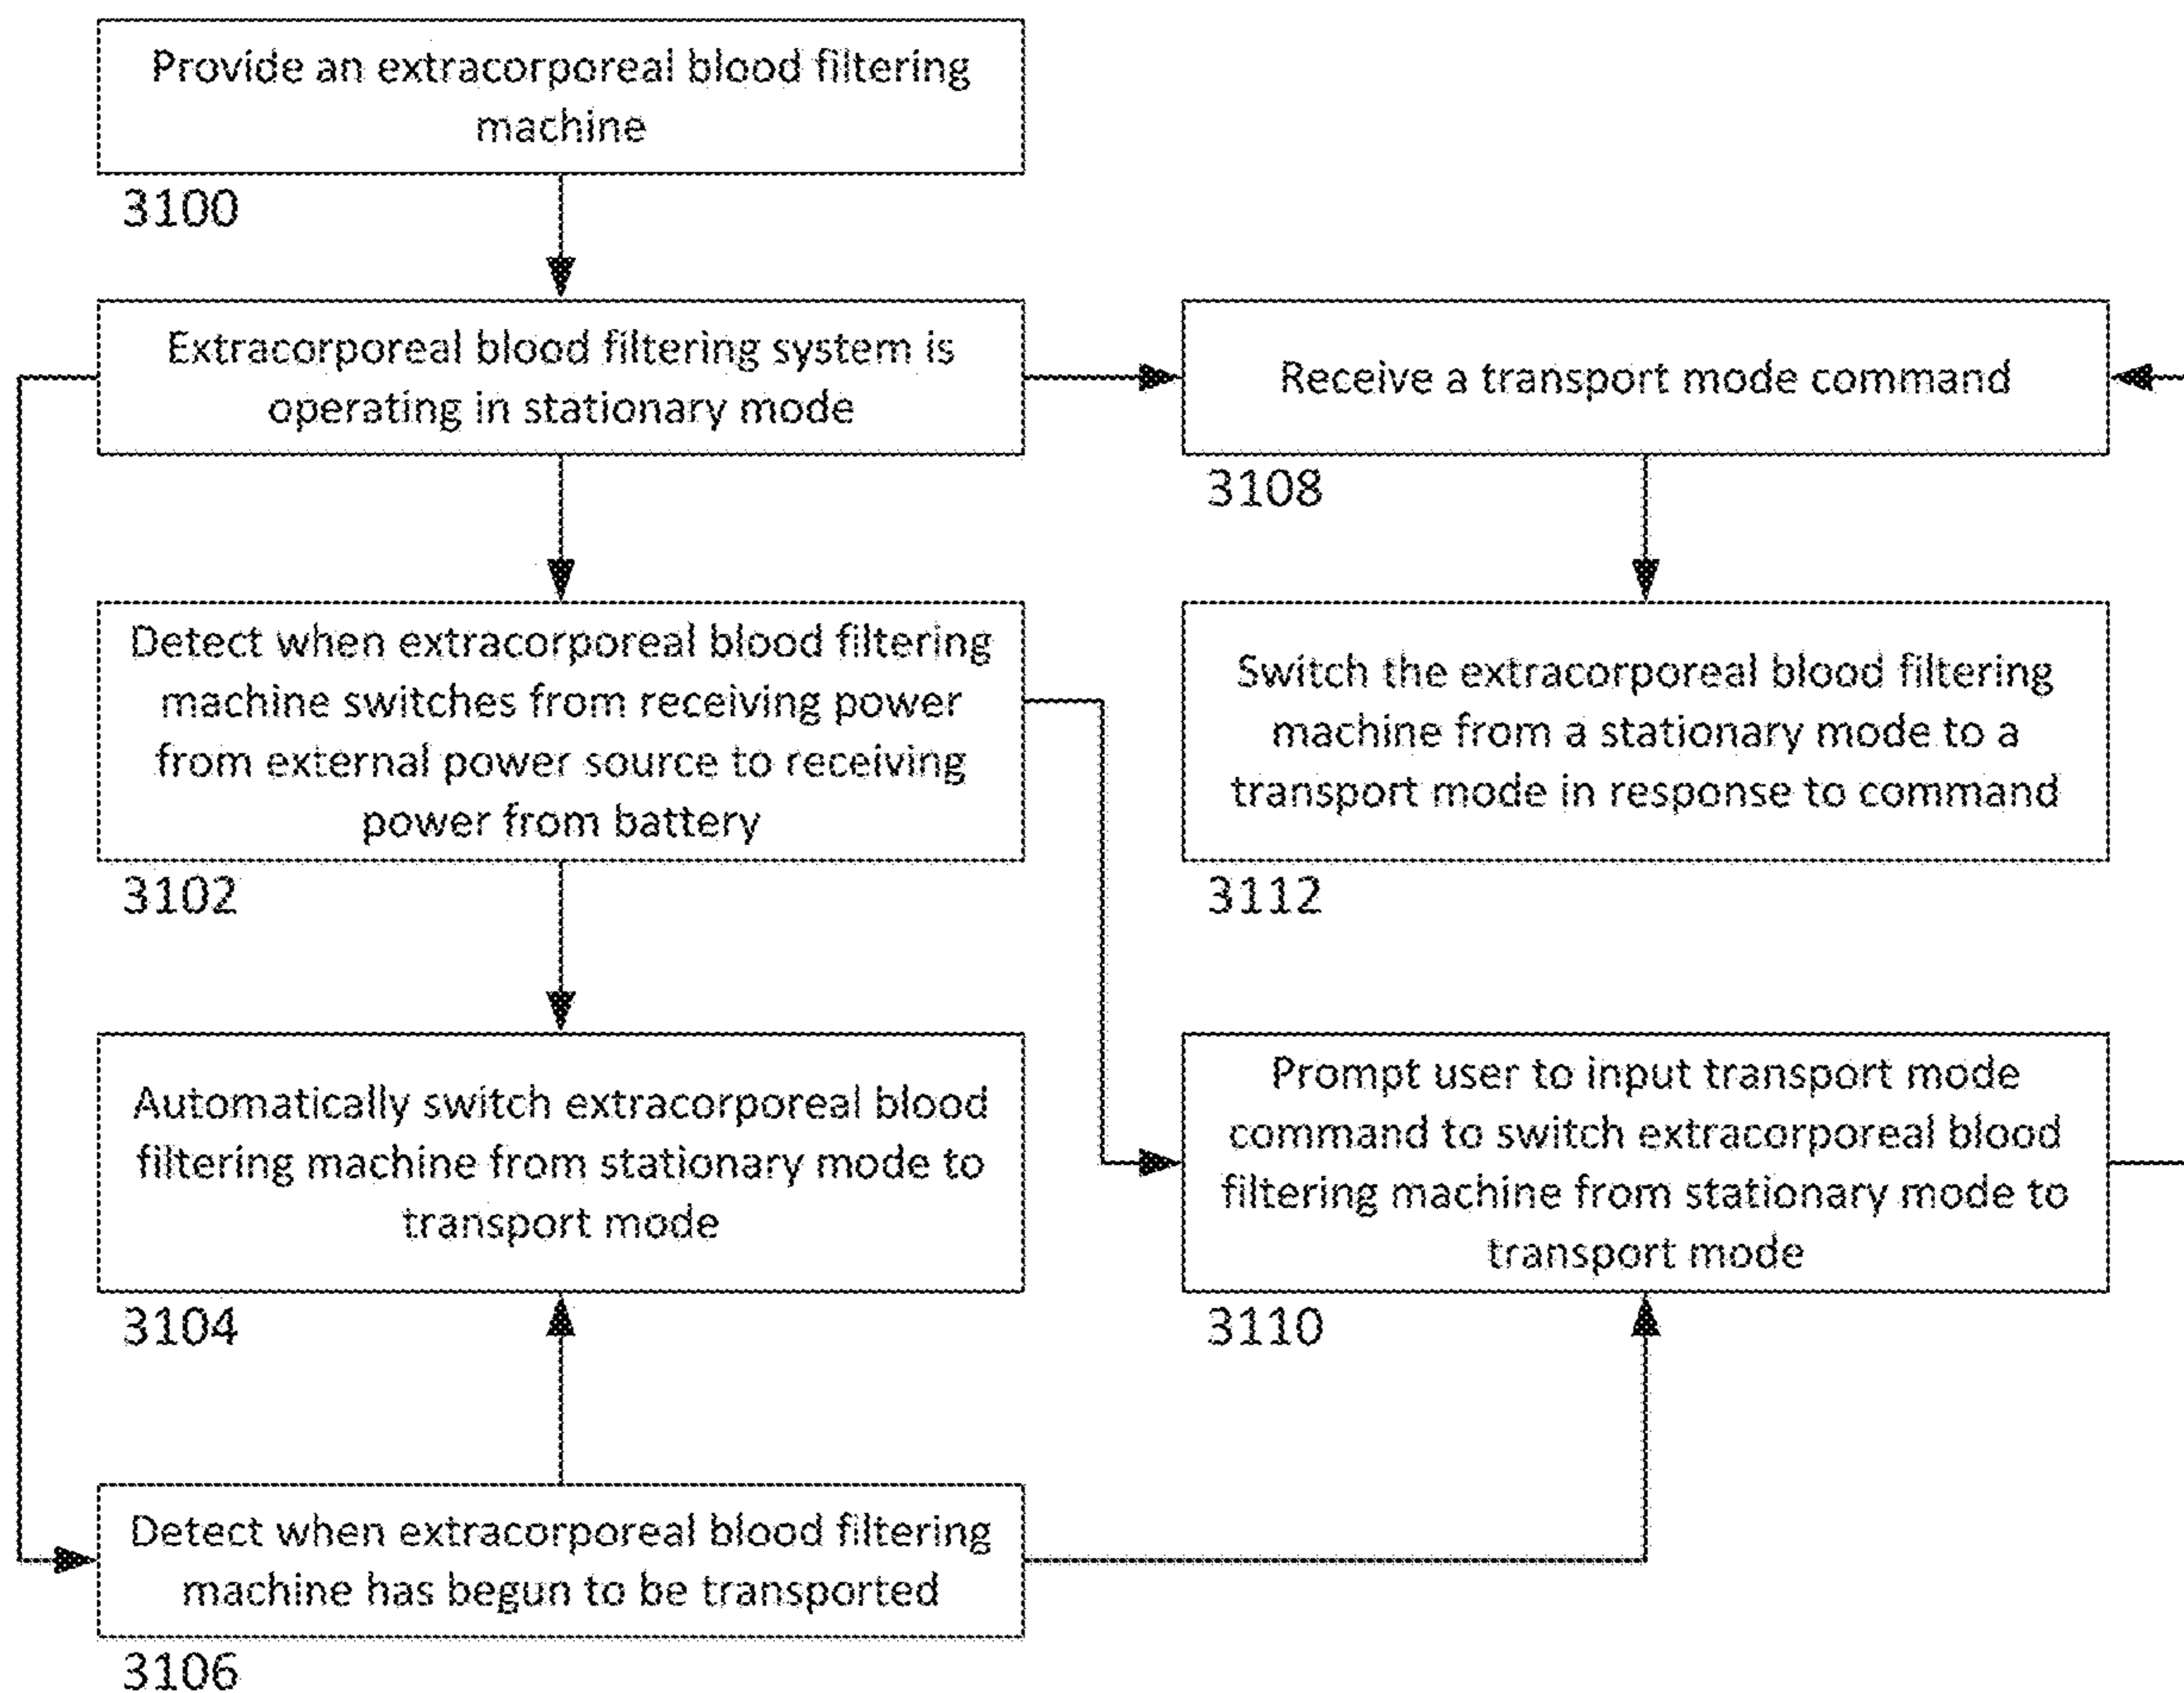 Provide an extracorporeal blood filtering
machine
3100
Extracorporeal blood filtering system is
operating in stationary mode
Receive a transport mode command
3108
Detect when extracorporeal blood filtering
machine switches from receiving power
from external power source to receiving
power from battery
3102
Switch the extracorporeal blood filtering
machine from a stationary mode to a
transport mode in response to command
3112
Automatically switch extracorporeal blood
filtering machine from stationary mode to
transport mode
3104
Prompt user to input transport mode
command to switch extracorporeal blood
filtering machine from stationary mode to
transport mode
3110
Detect when extracorporeal blood filtering
machine has begun to be transported
3106